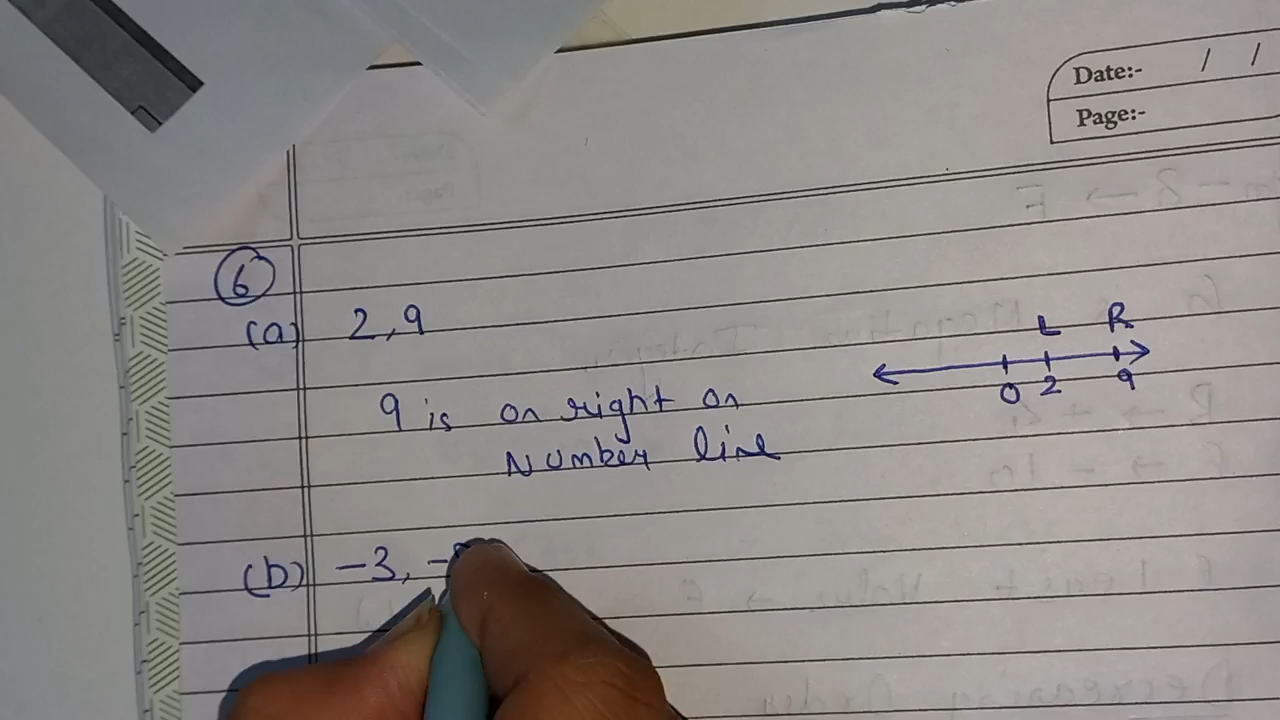 Date:- / /
Page:-
6
(a) 2,9
L R
0 2 9
9 is on right on
Number line
(b) -3, -